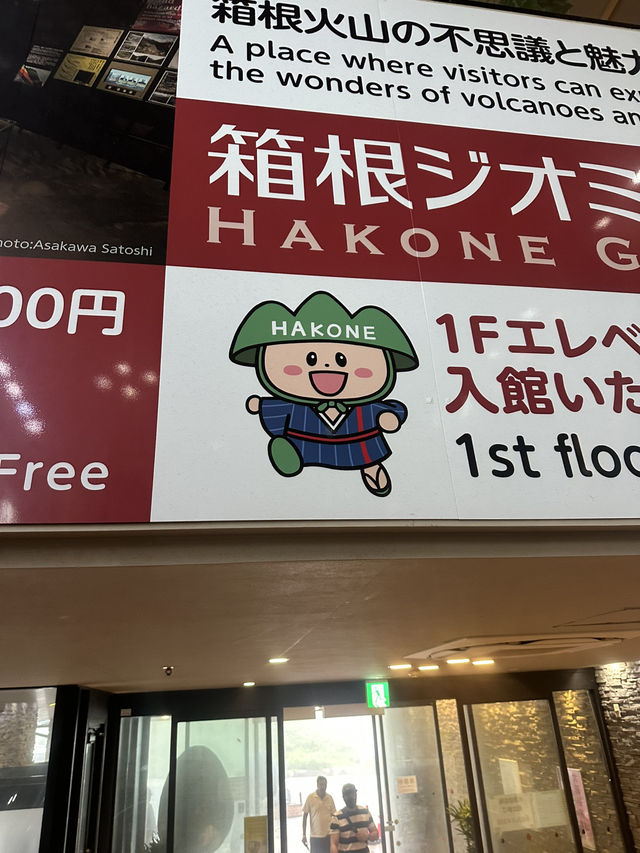 箱根火山の不思議と魅
A place where visitors can ex
the wonders of volcanoes an
箱根ジオミ
HAKONE G
hoto:Asakawa Satoshi
00円
Free
HAKONE
1Fエレベ
入館いた
1st floo